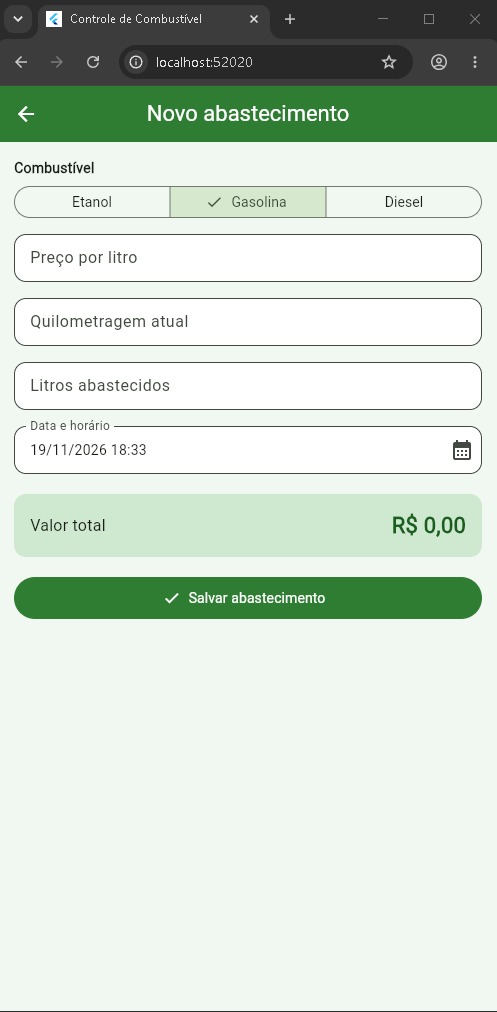 Controle de Combustível
localhost:52020
Novo abastecimento
Combustível
Etanol Gasolina Diesel
Preço por litro
Quilometragem atual
Litros abastecidos
Data e horário
19/11/2026 18:33
Valor total R$ 0,00
Salvar abastecimento